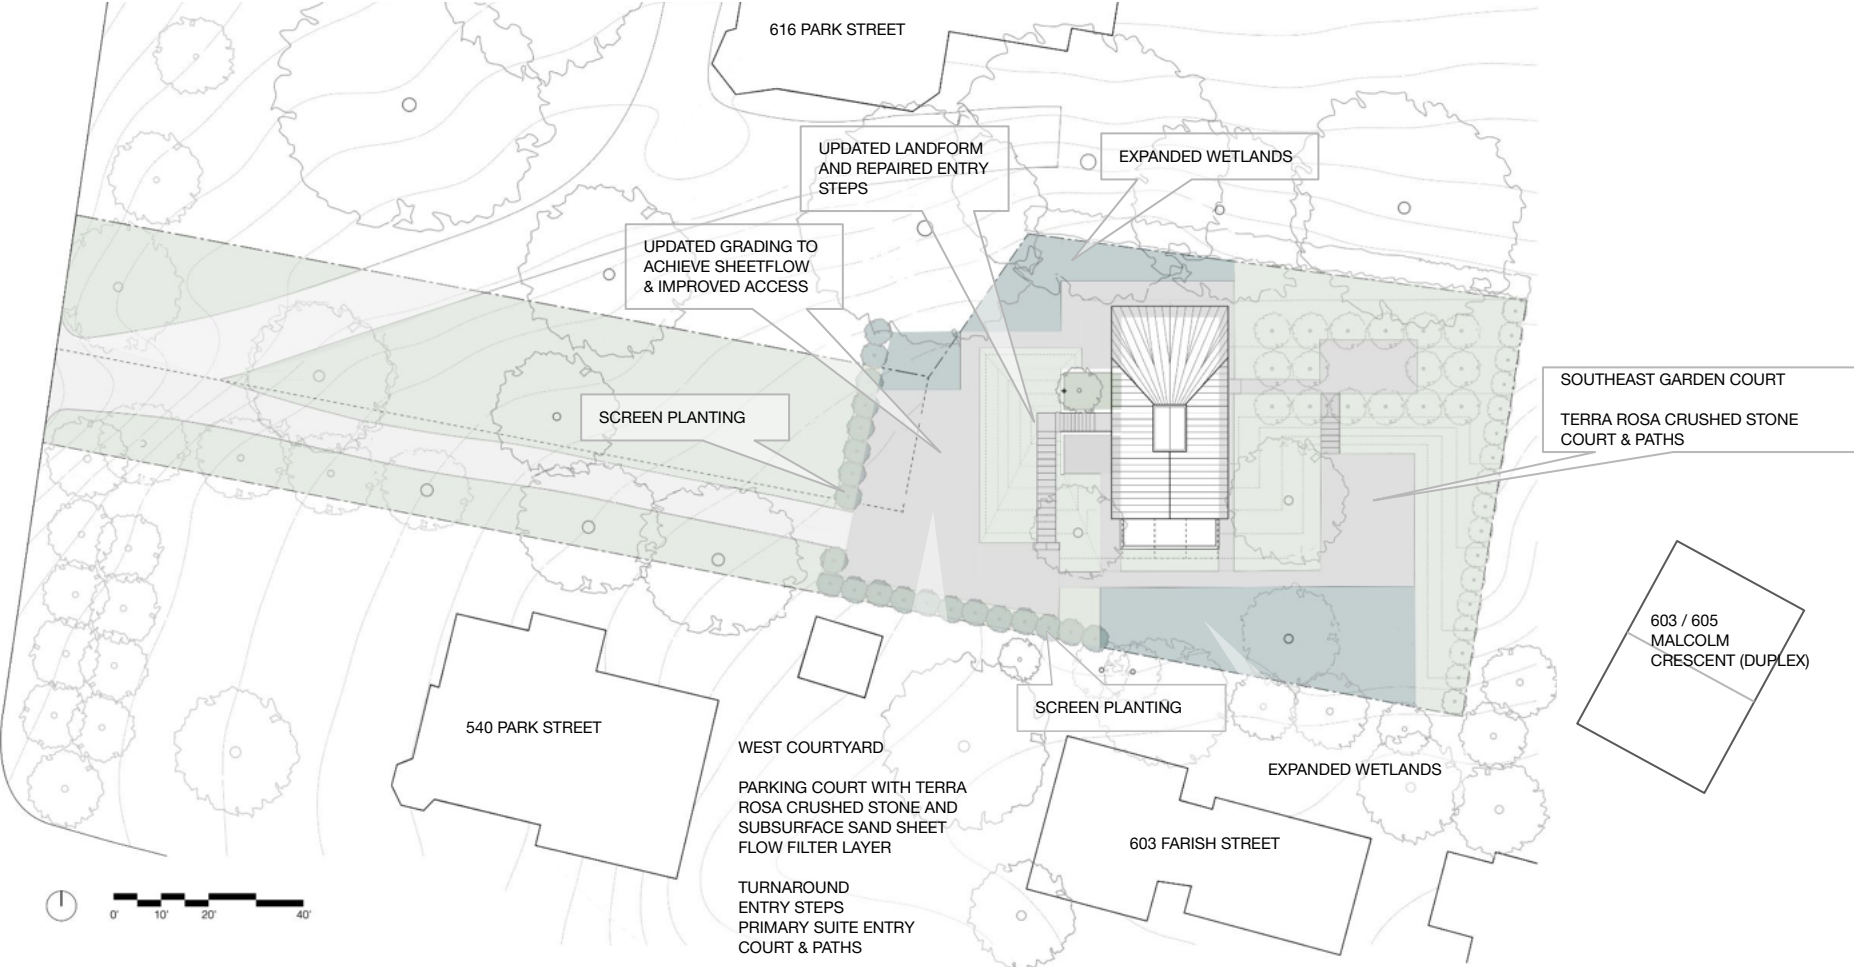 616 PARK STREET
UPDATED LANDFORM
AND REPAIRED ENTRY
STEPS
EXPANDED WETLANDS
UPDATED GRADING TO
ACHIEVE SHEETFLOW
& IMPROVED ACCESS
SCREEN PLANTING
SOUTHEAST GARDEN COURT
TERRA ROSA CRUSHED STONE
COURT & PATHS
603 / 605
MALCOLM
CRESCENT (DUPLEX)
SCREEN PLANTING
540 PARK STREET
WEST COURTYARD
PARKING COURT WITH TERRA
ROSA CRUSHED STONE AND
SUBSURFACE SAND SHEET
FLOW FILTER LAYER
TURNAROUND
ENTRY STEPS
PRIMARY SUITE ENTRY
COURT & PATHS
EXPANDED WETLANDS
603 FARISH STREET
0' 10' 20' 40'